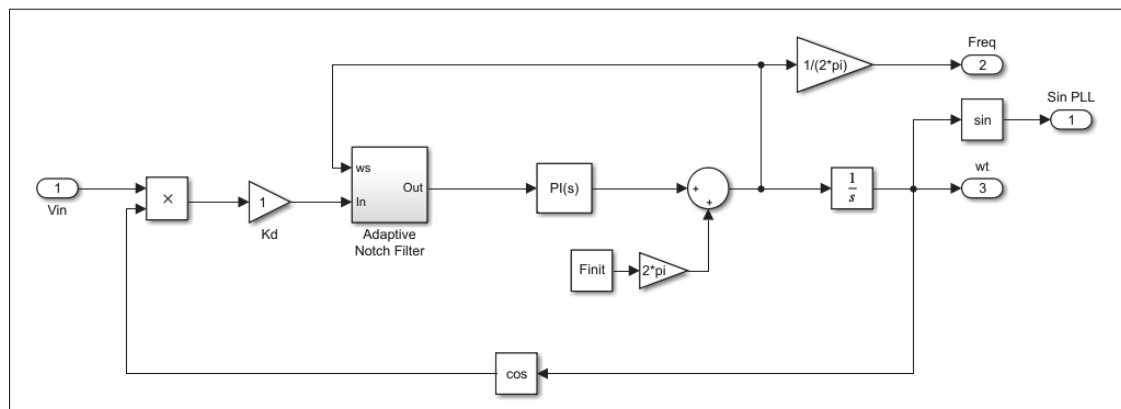 Freq
1/(2*pi)
2
Sin PLL
sin
1
ws
Out
In
Adaptive
Notch Filter
PI(s)
+
+
1
s
wt
3
1
Vin
×
1
Kd
Finit
2*pi
cos